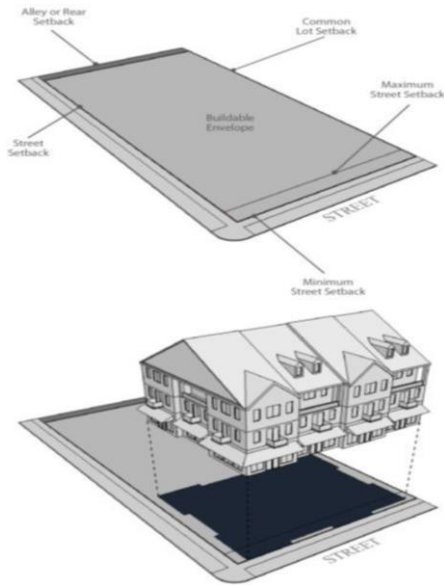 Alley or Rear
Setback
Common
Lot Setback
Maximum
Street Setback
Buildable
Envelope
Street
Setback
STREET
Minimum
Street Setback
STREET